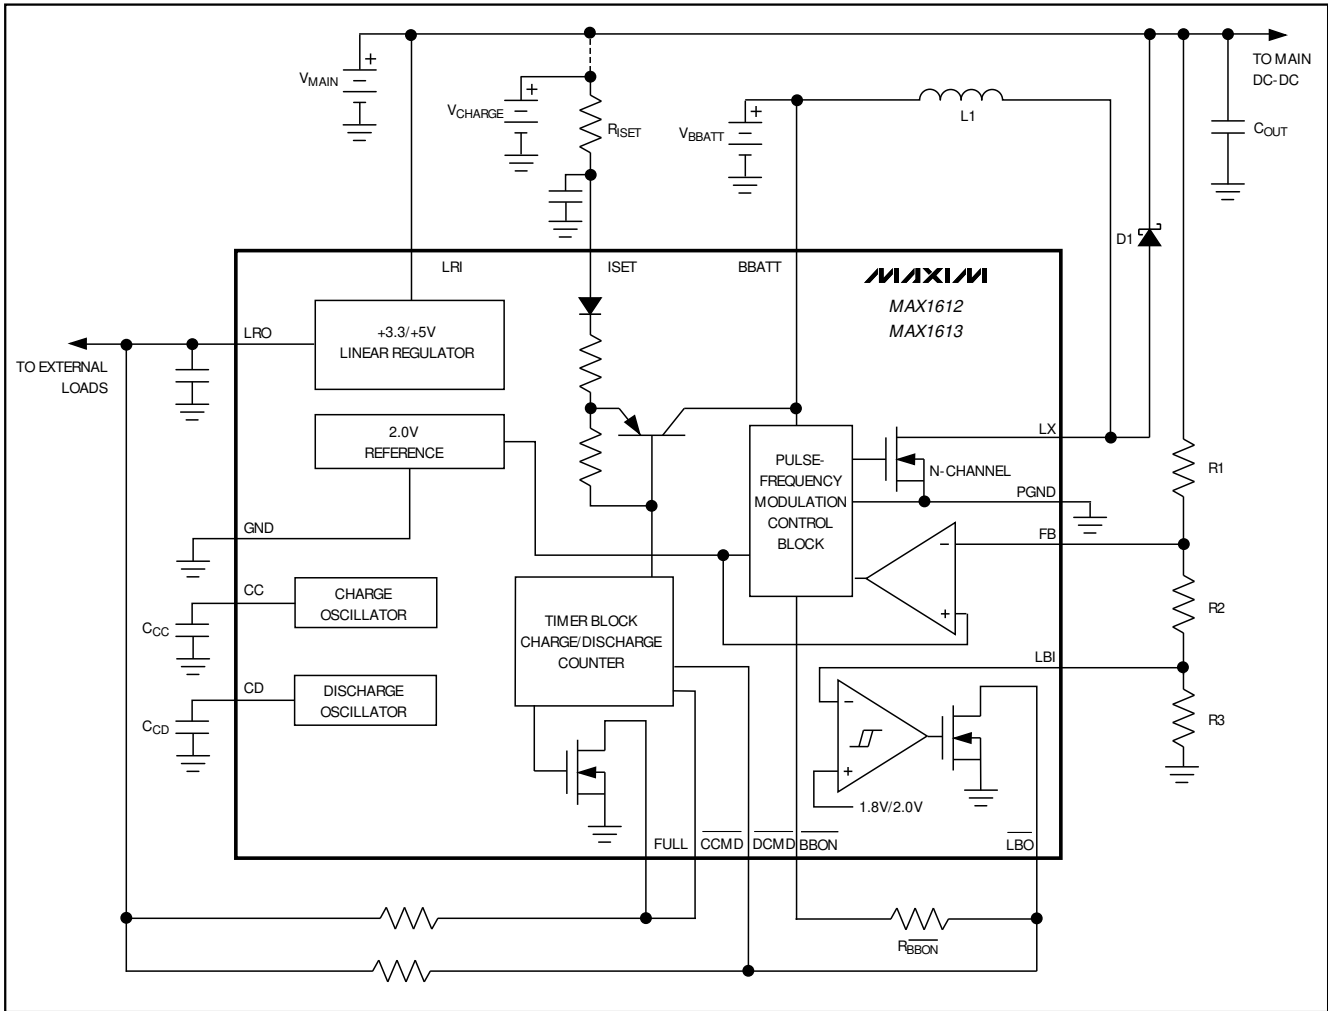 TO MAIN
DC-DC
VMAIN
VCHARGE
RISET
VBBATT
L1
COUT
D1
LRI
ISET
BBATT
MAXIM
MAX1612
MAX1613
LRO
+3.3/+5V
LINEAR REGULATOR
TO EXTERNAL
LOADS
2.0V
REFERENCE
LX
N-CHANNEL
PULSE-
FREQUENCY
MODULATION
CONTROL
BLOCK
R1
PGND
GND
FB
−
CC
CHARGE
OSCILLATOR
CCC
TIMER BLOCK
CHARGE/DISCHARGE
COUNTER
+
R2
LBI
CD
DISCHARGE
OSCILLATOR
CCD
−
+
R3
1.8V/2.0V
FULL
CCMD
DCMD
BBON
LBO
RBBON
+
+
+